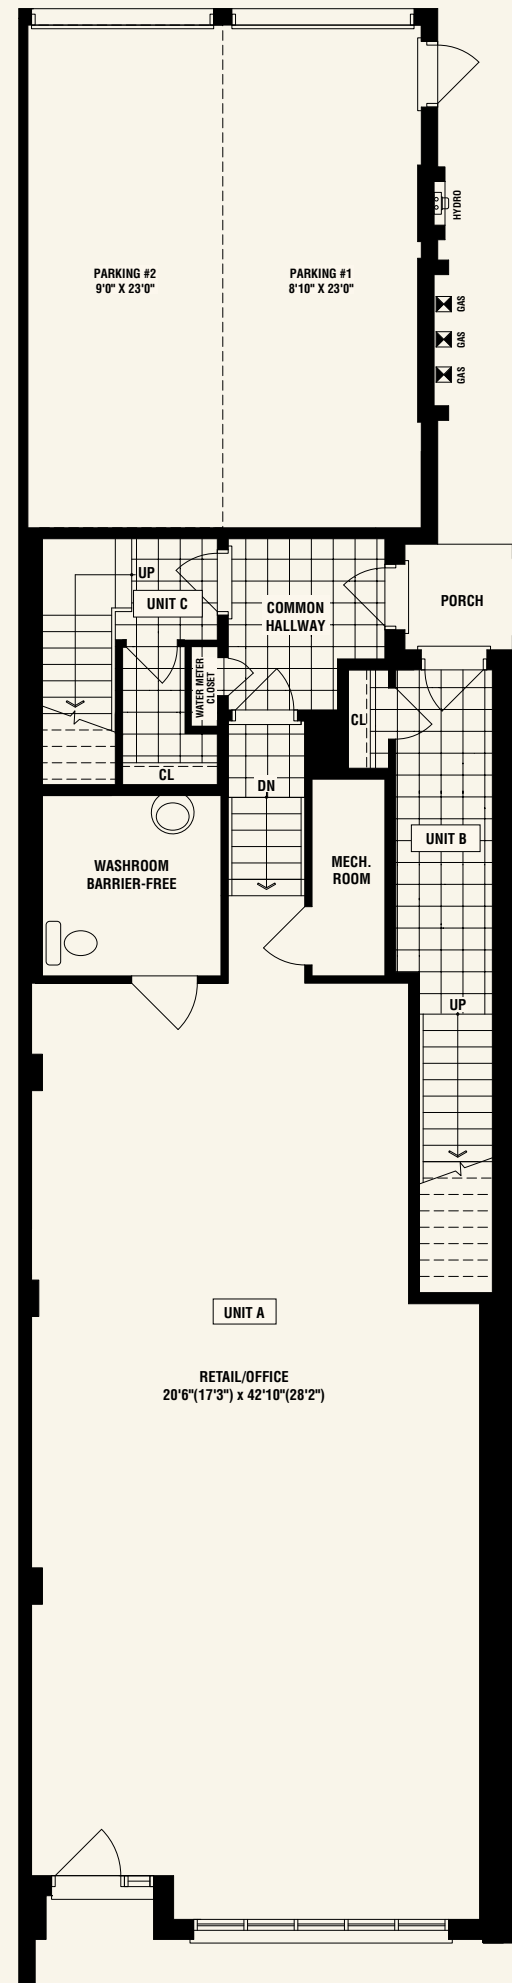 HYDRO
PARKING #2
9'0" X 23'0"
PARKING #1
8'10" X 23'0"
GAS
GAS
GAS
UP
UNIT C
COMMON
HALLWAY
PORCH
WATER METER
CLOSET
CL
CL
DN
UNIT B
WASHROOM
BARRIER-FREE
MECH.
ROOM
UP
UNIT A
RETAIL/OFFICE
20'6"(17'3") x 42'10"(28'2")